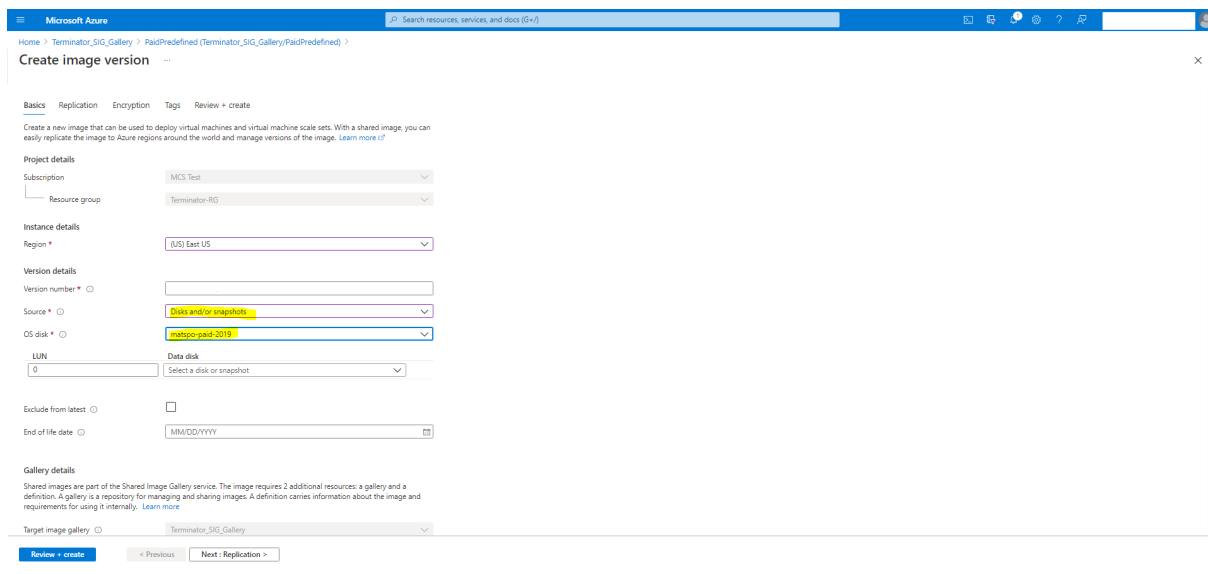 Microsoft Azure
Search resources, services, and docs (G+/)
Home > Terminator_SIG_Gallery > PaidPredefined (Terminator_SIG_Gallery/PaidPredefined) >
Create image version ...
Basics Replication Encryption Tags Review + create
Create a new image that can be used to deploy virtual machines and virtual machine scale sets. With a shared image, you can
easily replicate the image to Azure regions around the world and manage versions of the image. Learn more
Project details
Subscription MCS Test
Resource group Terminator-RG
Instance details
Region * (US) East US
Version details
Version number *
Source * Disks and/or snapshots
OS disk * matspo-paid-2019
LUN Data disk
0 Select a disk or snapshot
Exclude from latest
End of life date MM/DD/YYYY
Gallery details
Shared images are part of the Shared Image Gallery service. The image requires 2 additional resources: a gallery and a
definition. A gallery is a repository for managing and sharing images. A definition carries information about the image and
requirements for using it internally. Learn more
Target image gallery Terminator_SIG_Gallery
Review + create < Previous Next : Replication >